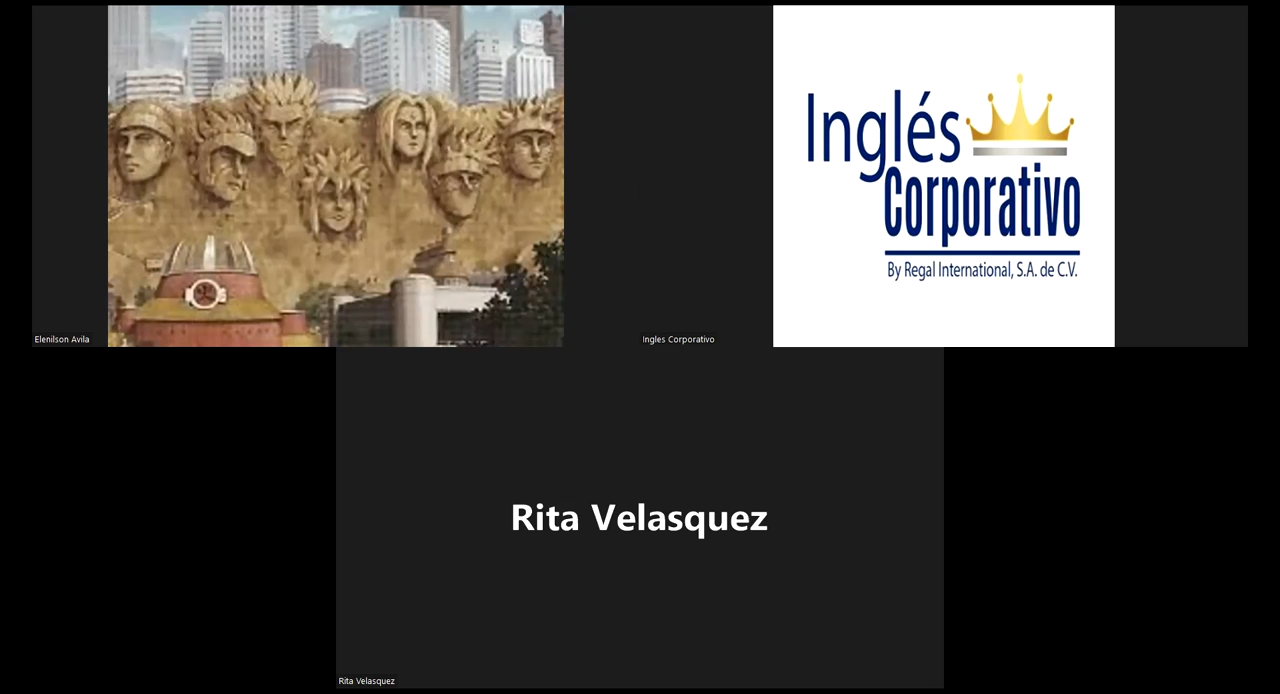 Inglés
Corporativo
By Regal International, S.A. de C.V.
Elenilson Avila
Ingles Corporativo
Rita Velasquez
Rita Velasquez